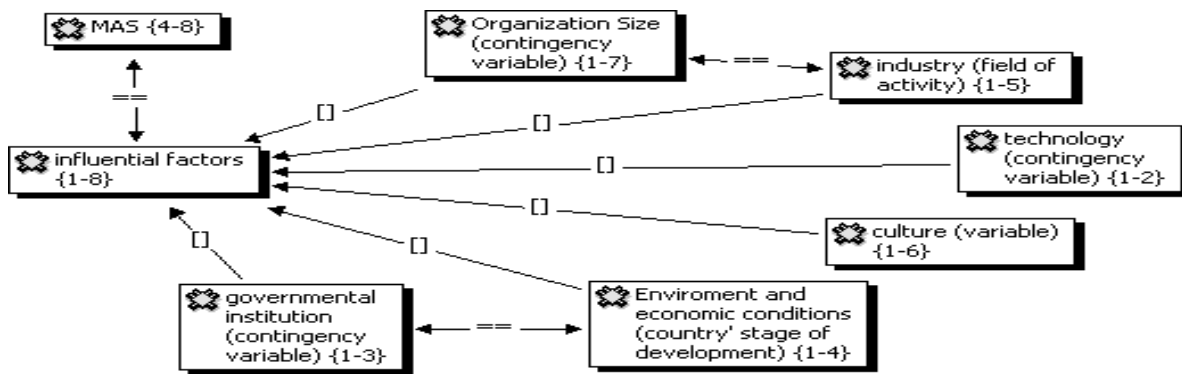 MAS {4-8}
==
influential factors
{1-8}
Organization Size
(contingency
variable) {1-7}
==
industry (field of
activity) {1-5}
[]
[]
technology
(contingency
variable) {1-2}
[]
culture (variable)
{1-6}
[]
[]
[]
governmental
institution
(contingency
variable) {1-3}
==
Enviroment and
economic conditions
(country' stage of
development) {1-4}